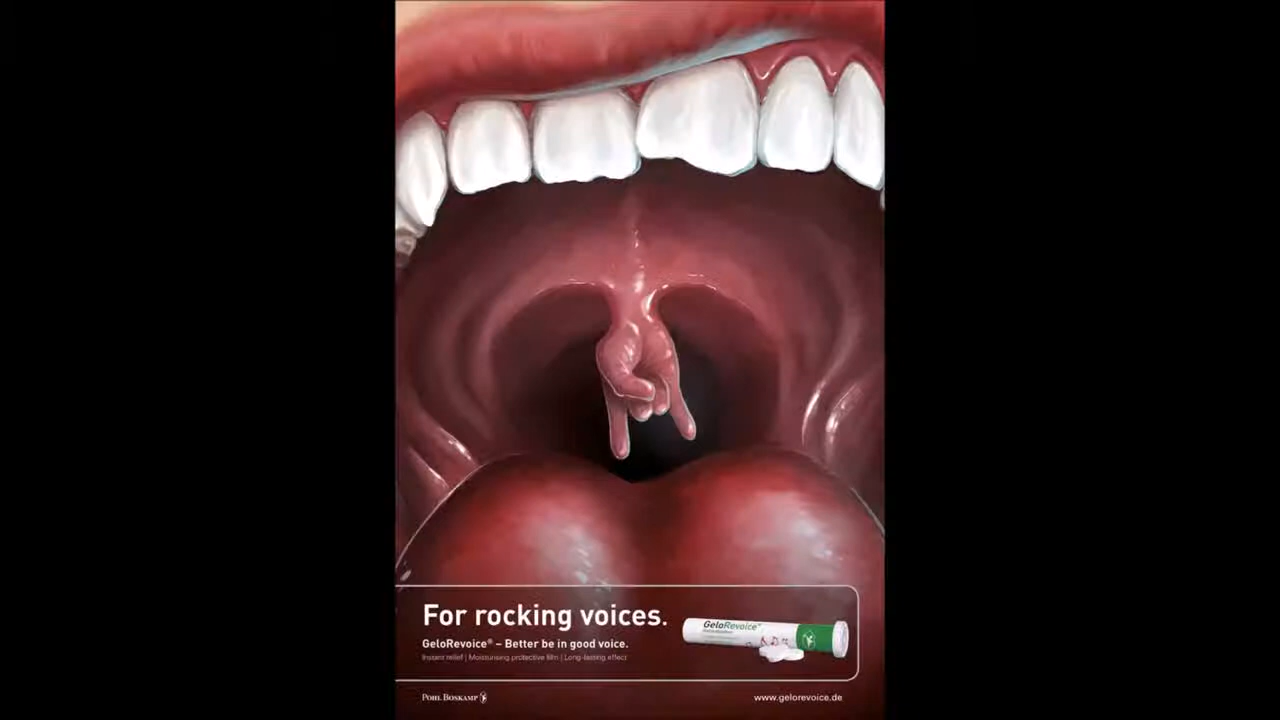 For rocking voices.
GeloRevoice® – Better be in good voice.
Instant relief | Moisturising protective film | Long-lasting effect
GeloRevoice®
POHL BOSKAMP
www.gelorevoice.de